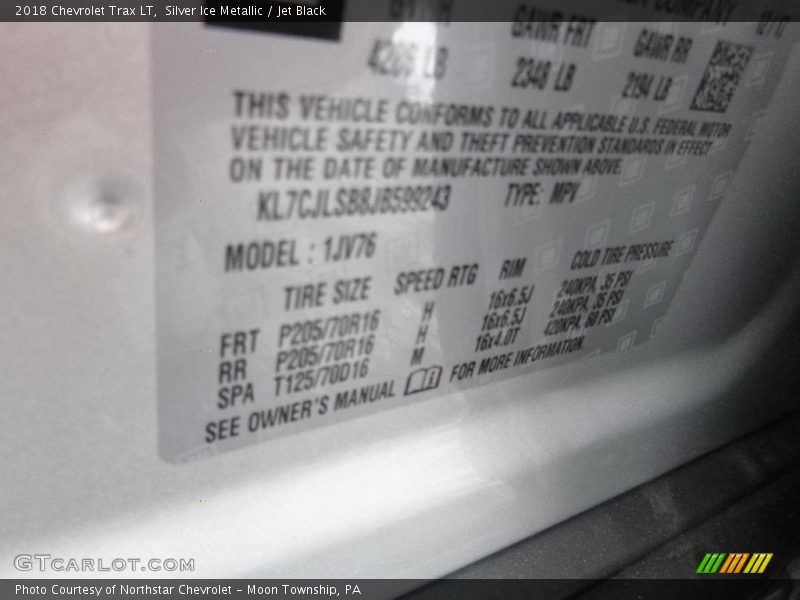 2018 Chevrolet Trax LT, Silver Ice Metallic / Jet Black
COMPANY
GAWR FRT GAWR RR
LB 2348 LB 2194 LB
THIS VEHICLE CONFORMS TO ALL APPLICABLE U.S. FEDERAL MOTOR
VEHICLE SAFETY AND THEFT PREVENTION STANDARDS IN EFFECT
ON THE DATE OF MANUFACTURE SHOWN ABOVE.
KL7CJLSB8JB599243 TYPE: MPV
MODEL : 1JV76
TIRE SIZE SPEED RTG RIM COLD TIRE PRESSURE
FRT P205/70R16 H 16x6.5J 240KPA, 35 PSI
RR P205/70R16 H 16x6.5J 240KPA, 35 PSI
SPA T125/70D16 M 16x4.0T 420KPA, 60 PSI
SEE OWNER'S MANUAL FOR MORE INFORMATION.
GTCARLOT.COM
Photo Courtesy of Northstar Chevrolet - Moon Township, PA